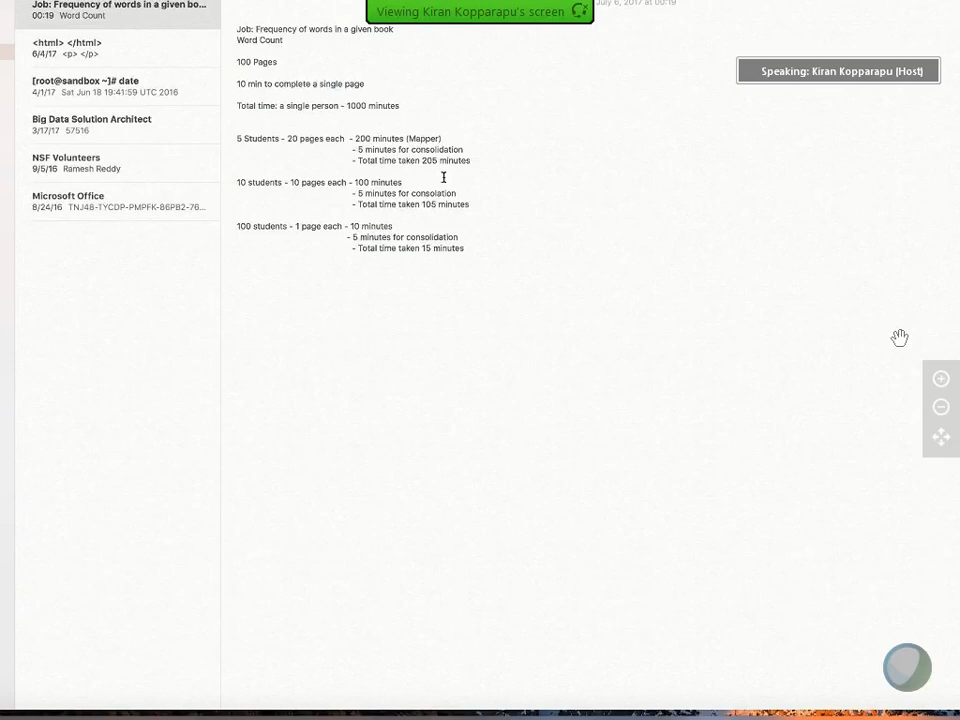 Viewing Kiran Kopparapu's screen
July 6, 2017 at 00:19
Speaking: Kiran Kopparapu (Host)
Job: Frequency of words in a given bo...
00:19 Word Count
<html> </html>
6/4/17 <p> </p>
[root@sandbox ~]# date
4/1/17 Sat Jun 18 19:41:59 UTC 2016
Big Data Solution Architect
3/17/17 57516
NSF Volunteers
9/5/16 Ramesh Reddy
Microsoft Office
8/24/16 TNJ48-TYCDP-PMPFK-86PB2-76...
Job: Frequency of words in a given book
Word Count
100 Pages
10 min to complete a single page
Total time: a single person - 1000 minutes
5 Students - 20 pages each - 200 minutes (Mapper)
- 5 minutes for consolidation
- Total time taken 205 minutes
10 students - 10 pages each - 100 minutes
- 5 minutes for consolation
- Total time taken 105 minutes
100 students - 1 page each - 10 minutes
- 5 minutes for consolidation
- Total time taken 15 minutes